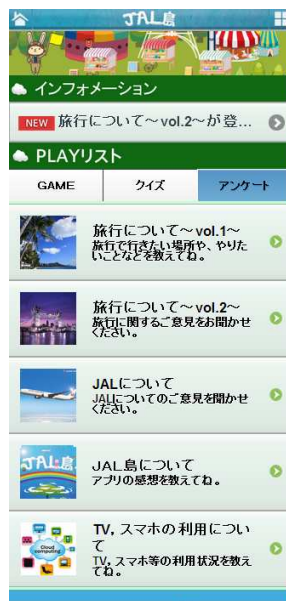 JAL島
インフォメーション
NEW 旅行について～vol.2～が登...
PLAYリスト
GAME クイズ アンケート
旅行について～vol.1～
旅行で行きたい場所や、やりた
いことなどを教えてね。
旅行について～vol.2～
旅行に関するご意見をお聞かせ
ください。
JALについて
JALについてのご意見を聞かせ
ください。
JAL島
JAL島について
アプリの感想を教えてね。
Cloud
computing
TV,スマホの利用につい
て
TV,スマホ等の利用状況を教え
てね。